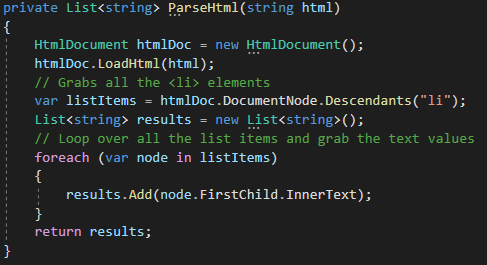 private List<string> ParseHtml(string html)
{
HtmlDocument htmlDoc = new HtmlDocument();
htmlDoc.LoadHtml(html);
// Grabs all the <li> elements
var listItems = htmlDoc.DocumentNode.Descendants("li");
List<string> results = new List<string>();
// Loop over all the list items and grab the text values
foreach (var node in listItems)
{
results.Add(node.FirstChild.InnerText);
}
return results;
}